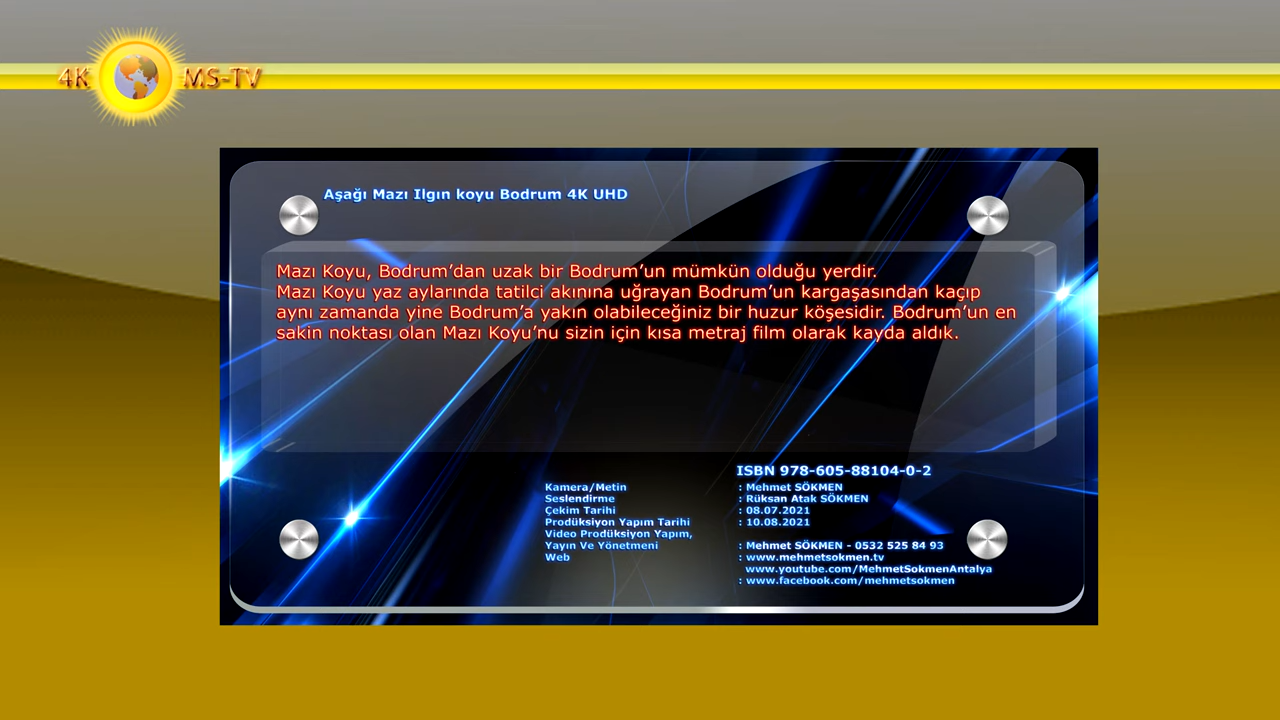 4K MS-TV
Aşağı Mazı Ilgın koyu Bodrum 4K UHD
Mazı Koyu, Bodrum’dan uzak bir Bodrum’un mümkün olduğu yerdir.
Mazı Koyu yaz aylarında tatilci akınına uğrayan Bodrum’un kargaşasından kaçıp
aynı zamanda yine Bodrum’a yakın olabileceğiniz bir huzur köşesidir. Bodrum’un en
sakin noktası olan Mazı Koyu’nu sizin için kısa metraj film olarak kayda aldık.
ISBN 978-605-88104-0-2
Kamera/Metin : Mehmet SÖKMEN
Seslendirme : Rüksan Atak SÖKMEN
Çekim Tarihi : 08.07.2021
Prodüksiyon Yapım Tarihi : 10.08.2021
Video Prodüksiyon Yapım,
Yayın Ve Yönetmeni : Mehmet SÖKMEN - 0532 525 84 93
Web : www.mehmetsokmen.tv
www.youtube.com/MehmetSokmenAntalya
: www.facebook.com/mehmetsokmen